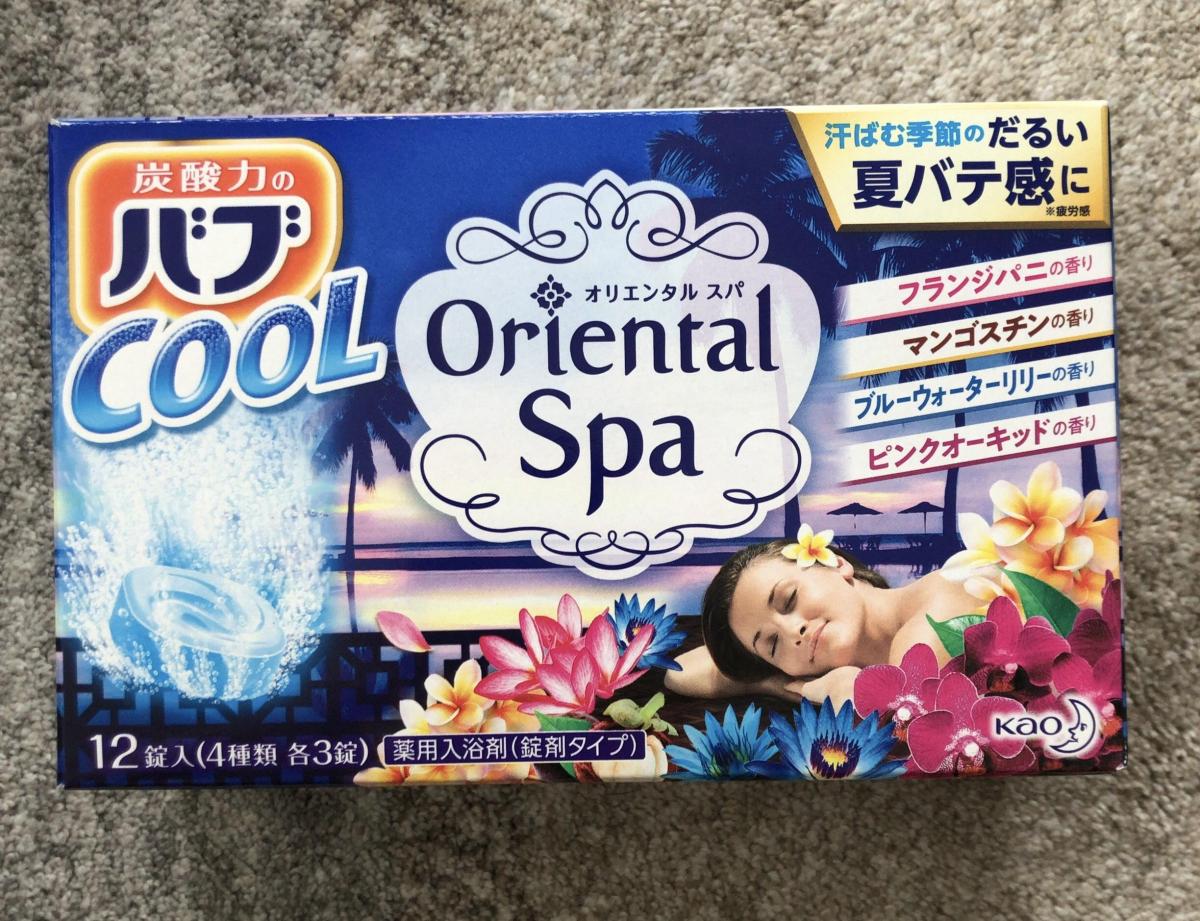 炭酸力の
バブ
COOL
オリエンタル スパ
Oriental
Spa
汗ばむ季節のだるい
夏バテ感に
※疲労感
フランジパニの香り
マンゴスチンの香り
ブルーウォーターリリーの香り
ピンクオーキッドの香り
Kao
12錠入(4種類 各3錠)
薬用入浴剤(錠剤タイプ)